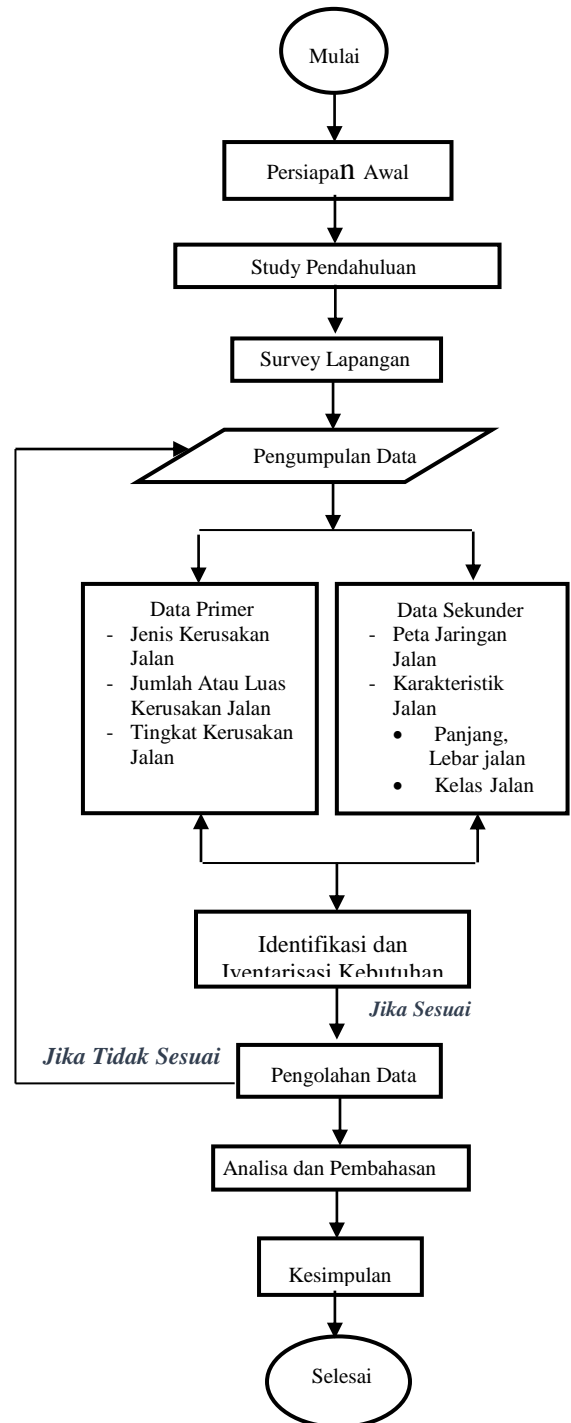 Mulai
Persiapan Awal
Study Pendahuluan
Survey Lapangan
Pengumpulan Data
Data Primer
- Jenis Kerusakan
Jalan
- Jumlah Atau Luas
Kerusakan Jalan
- Tingkat Kerusakan
Jalan
Data Sekunder
- Peta Jaringan
Jalan
- Karakteristik
Jalan
• Panjang,
Lebar jalan
• Kelas Jalan
Identifikasi dan
Iventarisasi Kebutuhan
Jika Sesuai
Jika Tidak Sesuai
Pengolahan Data
Analisa dan Pembahasan
Kesimpulan
Selesai